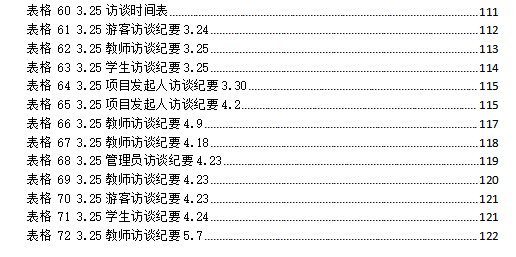 表格 60 3.25 访谈时间表 111
表格 61 3.25 游客访谈纪要 3.24 112
表格 62 3.25 教师访谈纪要 3.25 113
表格 63 3.25 学生访谈纪要 3.25 114
表格 64 3.25 项目发起人访谈纪要 3.30 115
表格 65 3.25 项目发起人访谈纪要 4.2 115
表格 66 3.25 教师访谈纪要 4.9 117
表格 67 3.25 教师访谈纪要 4.18 118
表格 68 3.25 管理员访谈纪要 4.23 119
表格 69 3.25 教师访谈纪要 4.23 120
表格 70 3.25 游客访谈纪要 4.23 121
表格 71 3.25 学生访谈纪要 4.24 121
表格 72 3.25 教师访谈纪要 5.7 122